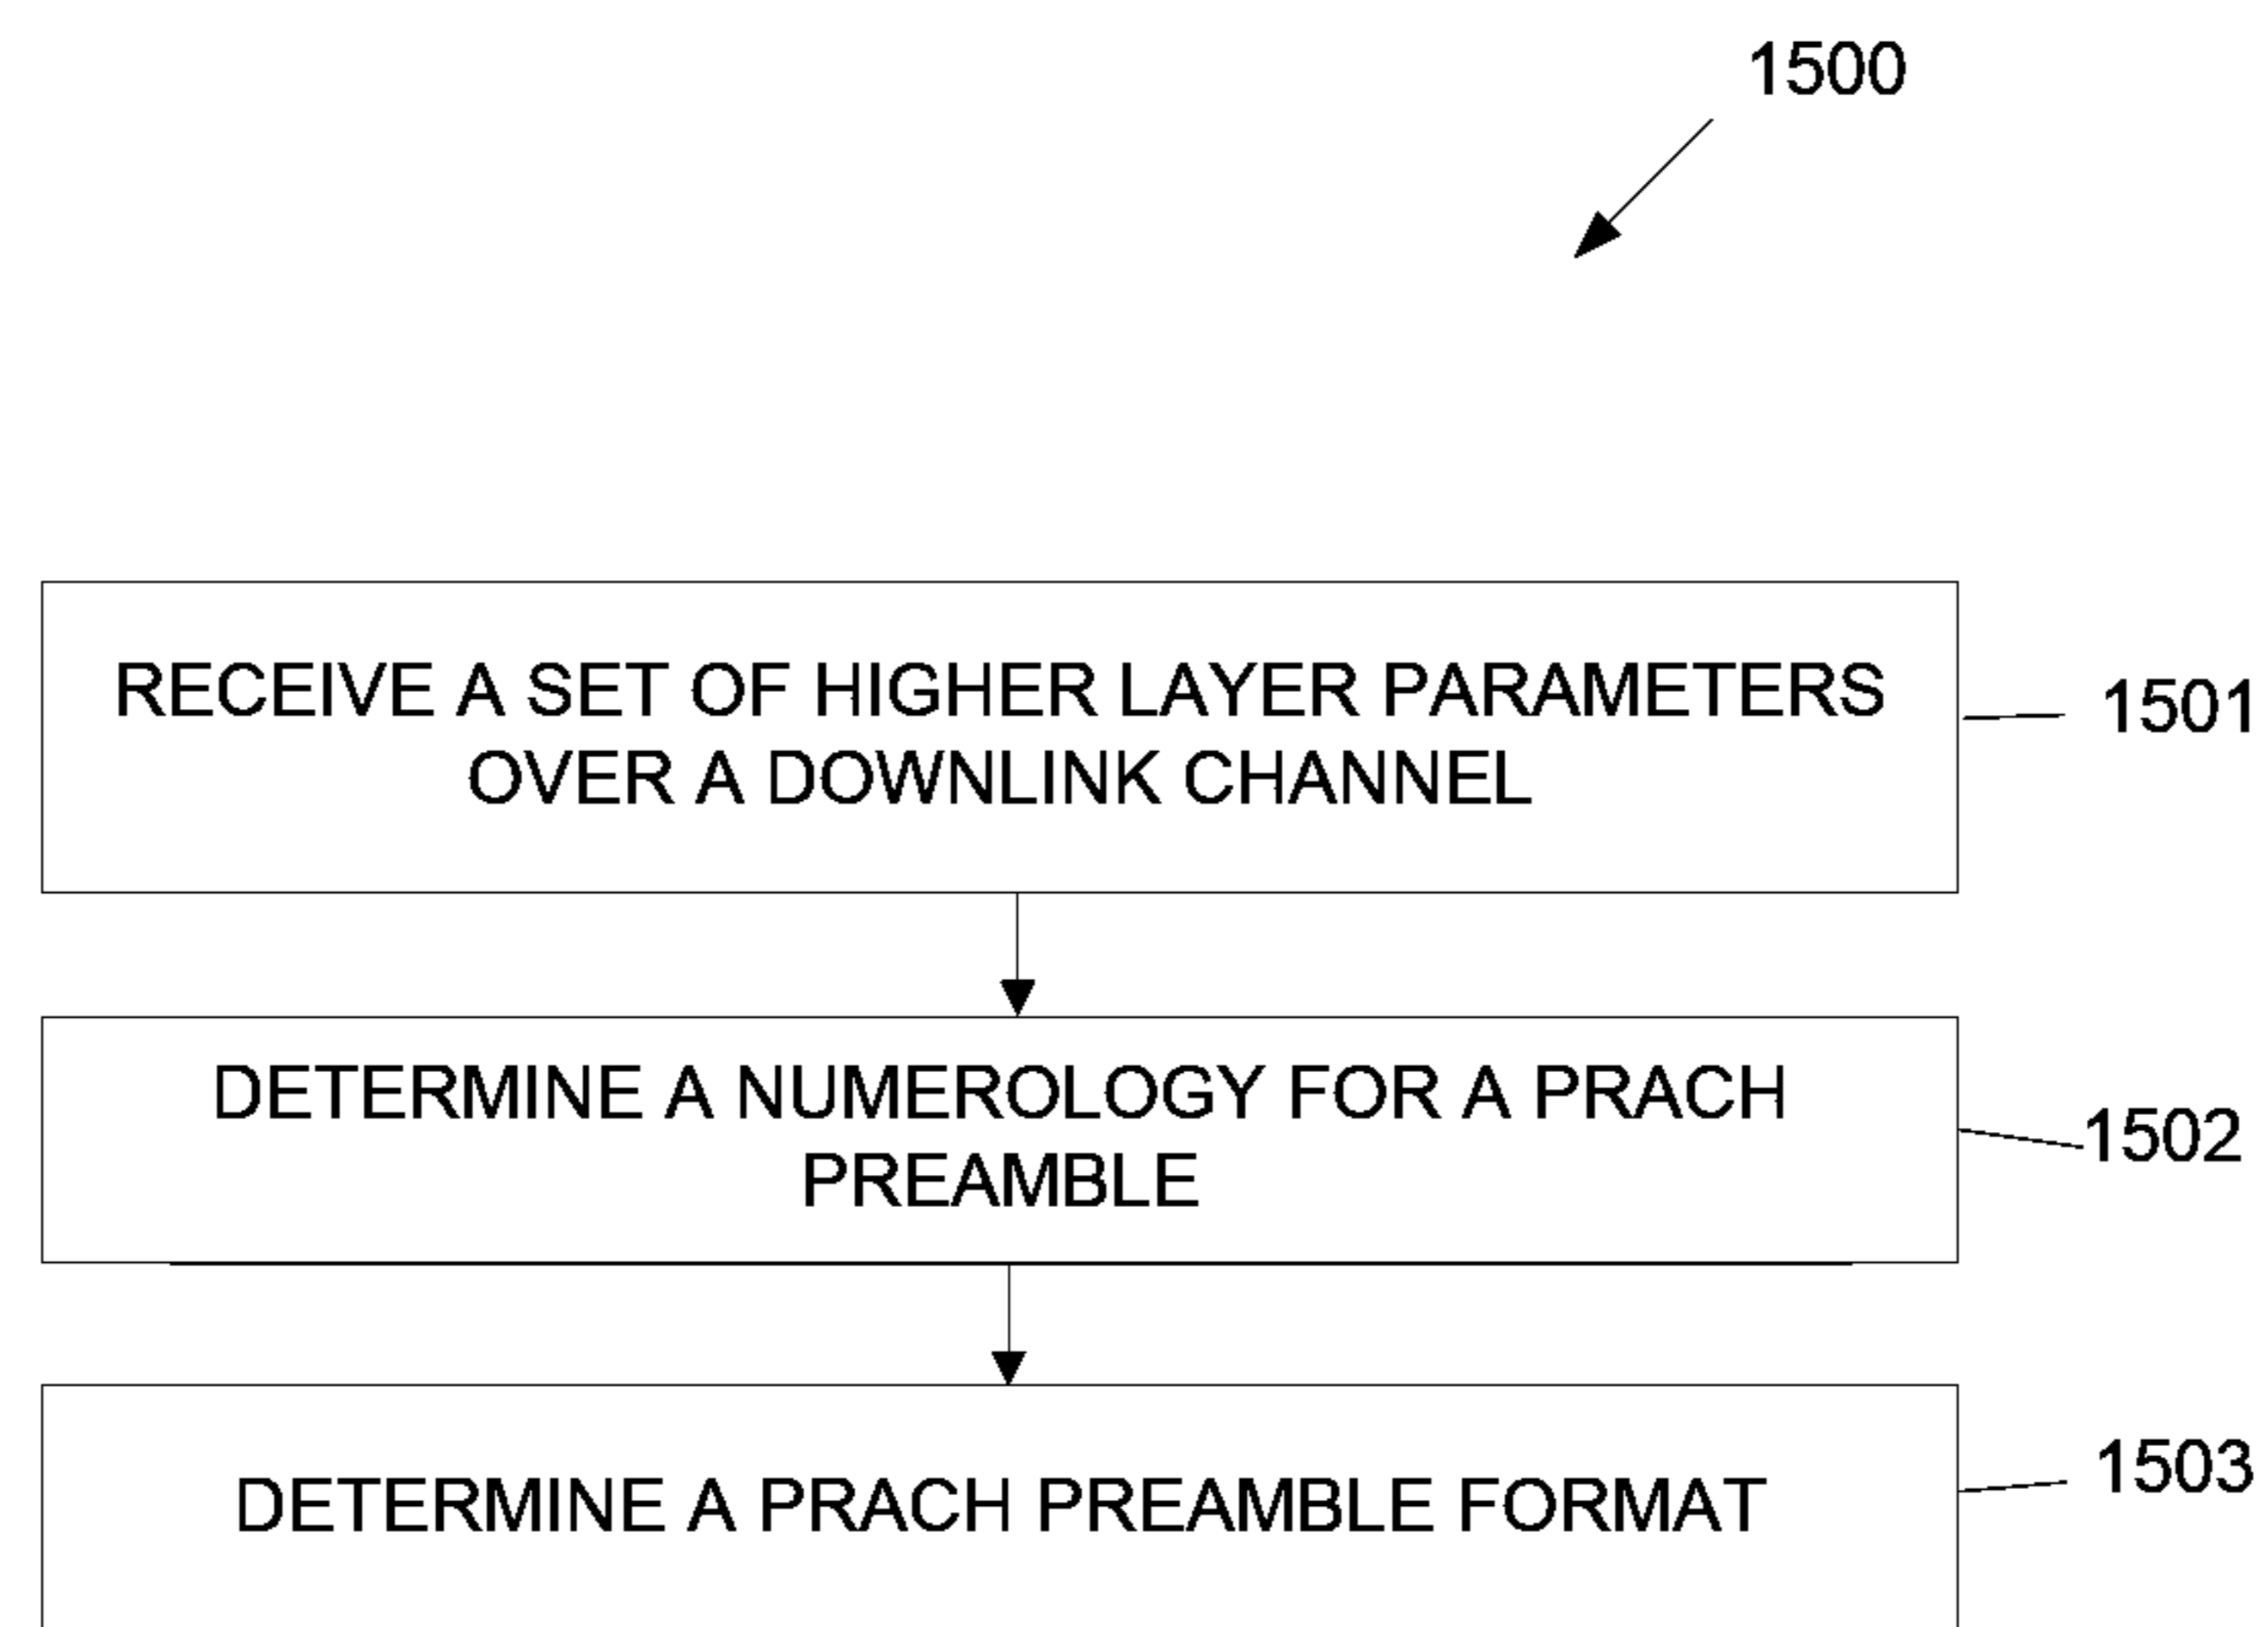 1500
RECEIVE A SET OF HIGHER LAYER PARAMETERS
OVER A DOWNLINK CHANNEL
1501
DETERMINE A NUMEROLOGY FOR A PRACH
PREAMBLE
1502
DETERMINE A PRACH PREAMBLE FORMAT
1503